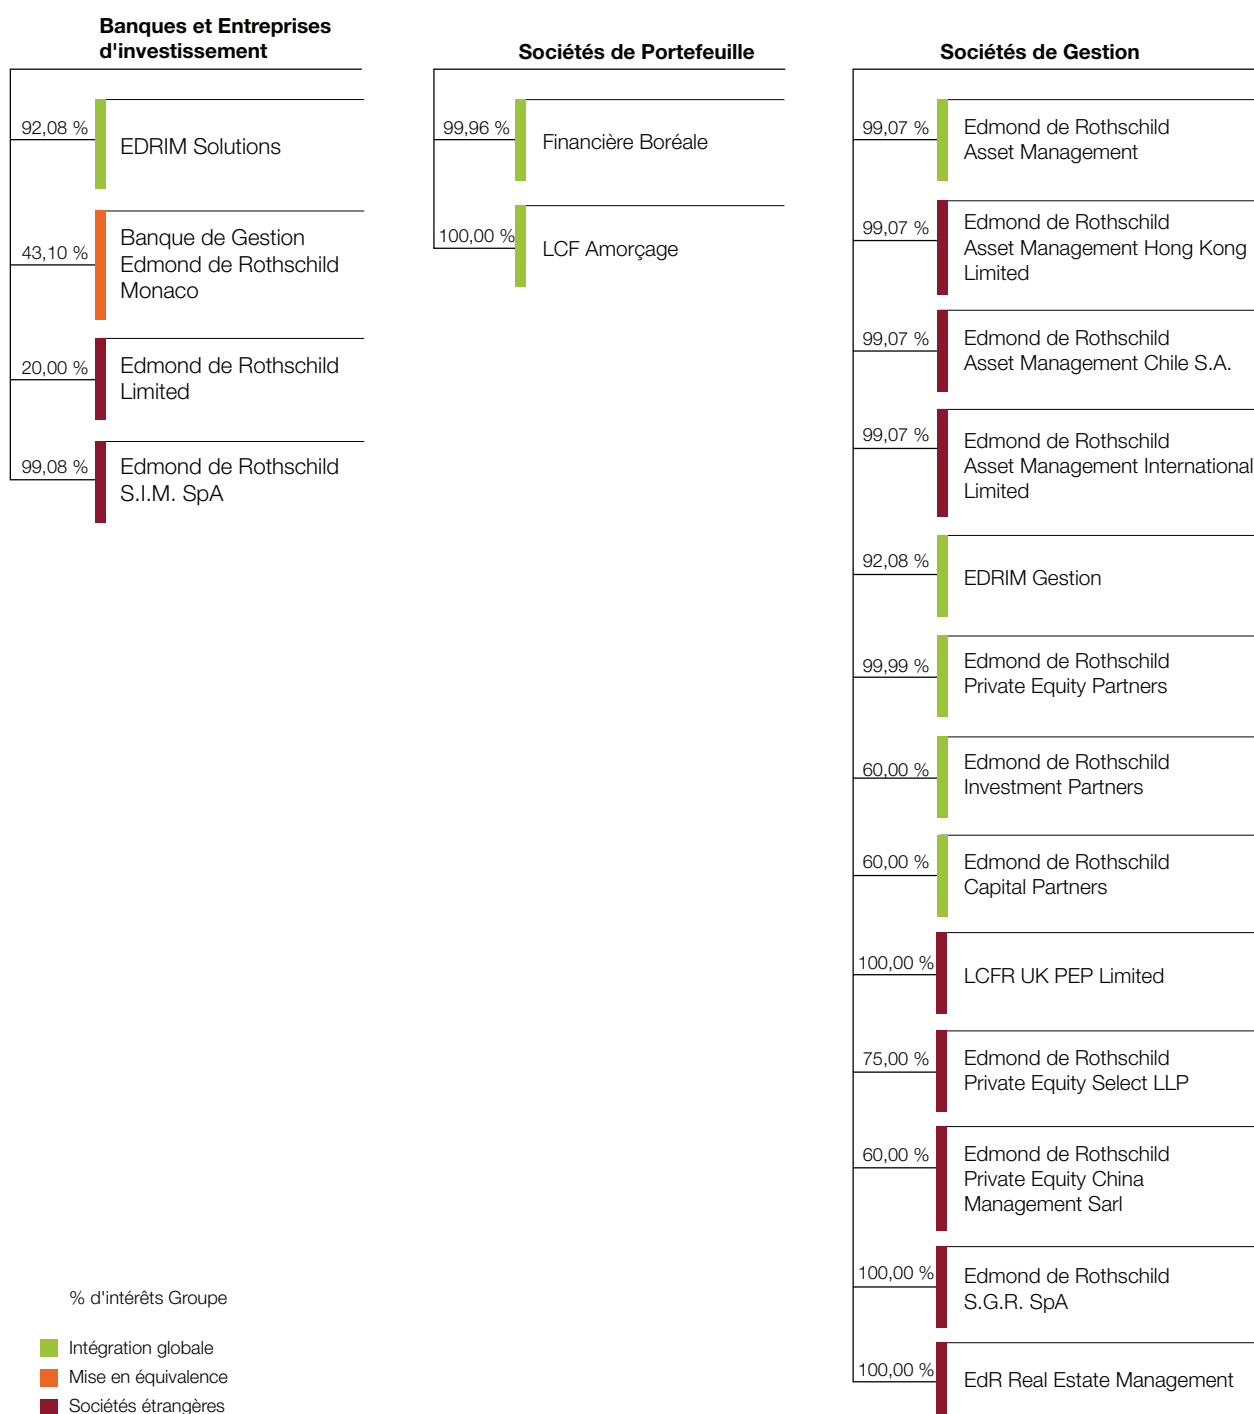 Banques et Entreprises
d'investissement
92,08 %
EDRIM Solutions
43,10 %
Banque de Gestion
Edmond de Rothschild
Monaco
20,00 %
Edmond de Rothschild
Limited
99,08 %
Edmond de Rothschild
S.I.M. SpA
Sociétés de Portefeuille
99,96 %
Financière Boréale
100,00 %
LCF Amorçage
Sociétés de Gestion
99,07 %
Edmond de Rothschild
Asset Management
99,07 %
Edmond de Rothschild
Asset Management Hong Kong
Limited
99,07 %
Edmond de Rothschild
Asset Management Chile S.A.
99,07 %
Edmond de Rothschild
Asset Management International
Limited
92,08 %
EDRIM Gestion
99,99 %
Edmond de Rothschild
Private Equity Partners
60,00 %
Edmond de Rothschild
Investment Partners
60,00 %
Edmond de Rothschild
Capital Partners
100,00 %
LCFR UK PEP Limited
75,00 %
Edmond de Rothschild
Private Equity Select LLP
60,00 %
Edmond de Rothschild
Private Equity China
Management Sarl
100,00 %
Edmond de Rothschild
S.G.R. SpA
100,00 %
EdR Real Estate Management
% d'intérêts Groupe
Intégration globale
Mise en équivalence
Sociétés étrangères